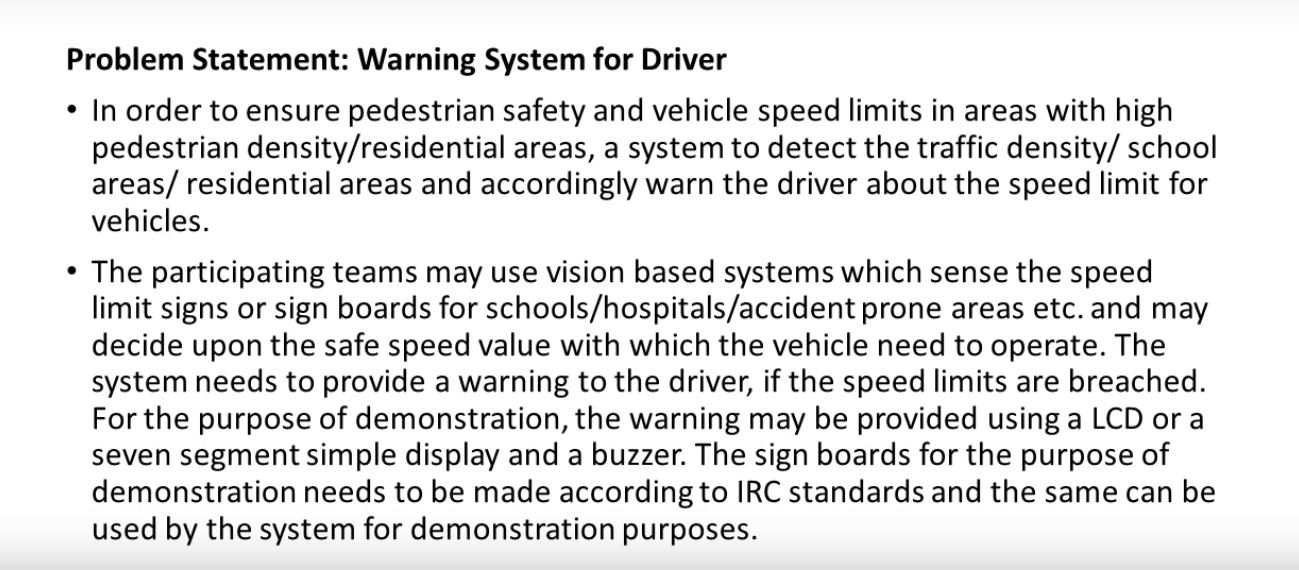 Problem Statement: Warning System for Driver
• In order to ensure pedestrian safety and vehicle speed limits in areas with high
pedestrian density/residential areas, a system to detect the traffic density/ school
areas/ residential areas and accordingly warn the driver about the speed limit for
vehicles.
• The participating teams may use vision based systems which sense the speed
limit signs or sign boards for schools/hospitals/accident prone areas etc. and may
decide upon the safe speed value with which the vehicle need to operate. The
system needs to provide a warning to the driver, if the speed limits are breached.
For the purpose of demonstration, the warning may be provided using a LCD or a
seven segment simple display and a buzzer. The sign boards for the purpose of
demonstration needs to be made according to IRC standards and the same can be
used by the system for demonstration purposes.